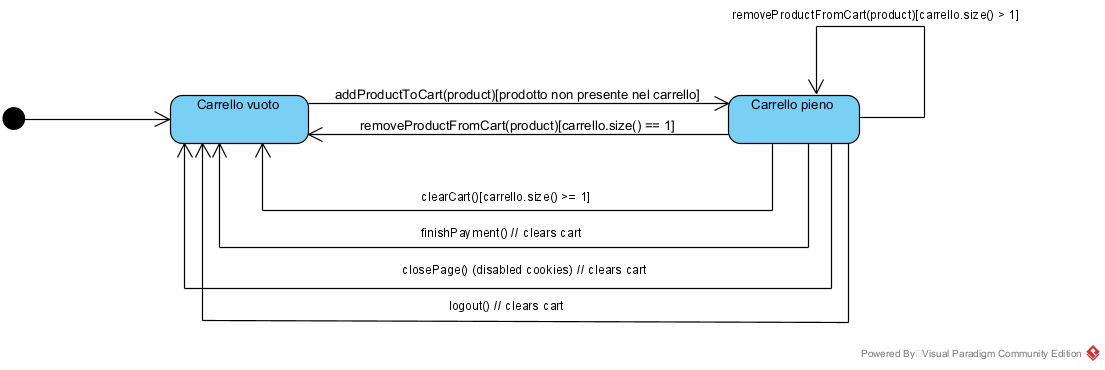 removeProductFromCart(product)[carrello.size() > 1]
Carrello vuoto
addProductToCart(product)[prodotto non presente nel carrello]
Carrello pieno
removeProductFromCart(product)[carrello.size() == 1]
clearCart()[carrello.size() >= 1]
finishPayment() // clears cart
closePage() (disabled cookies) // clears cart
logout() // clears cart
Powered By Visual Paradigm Community Edition